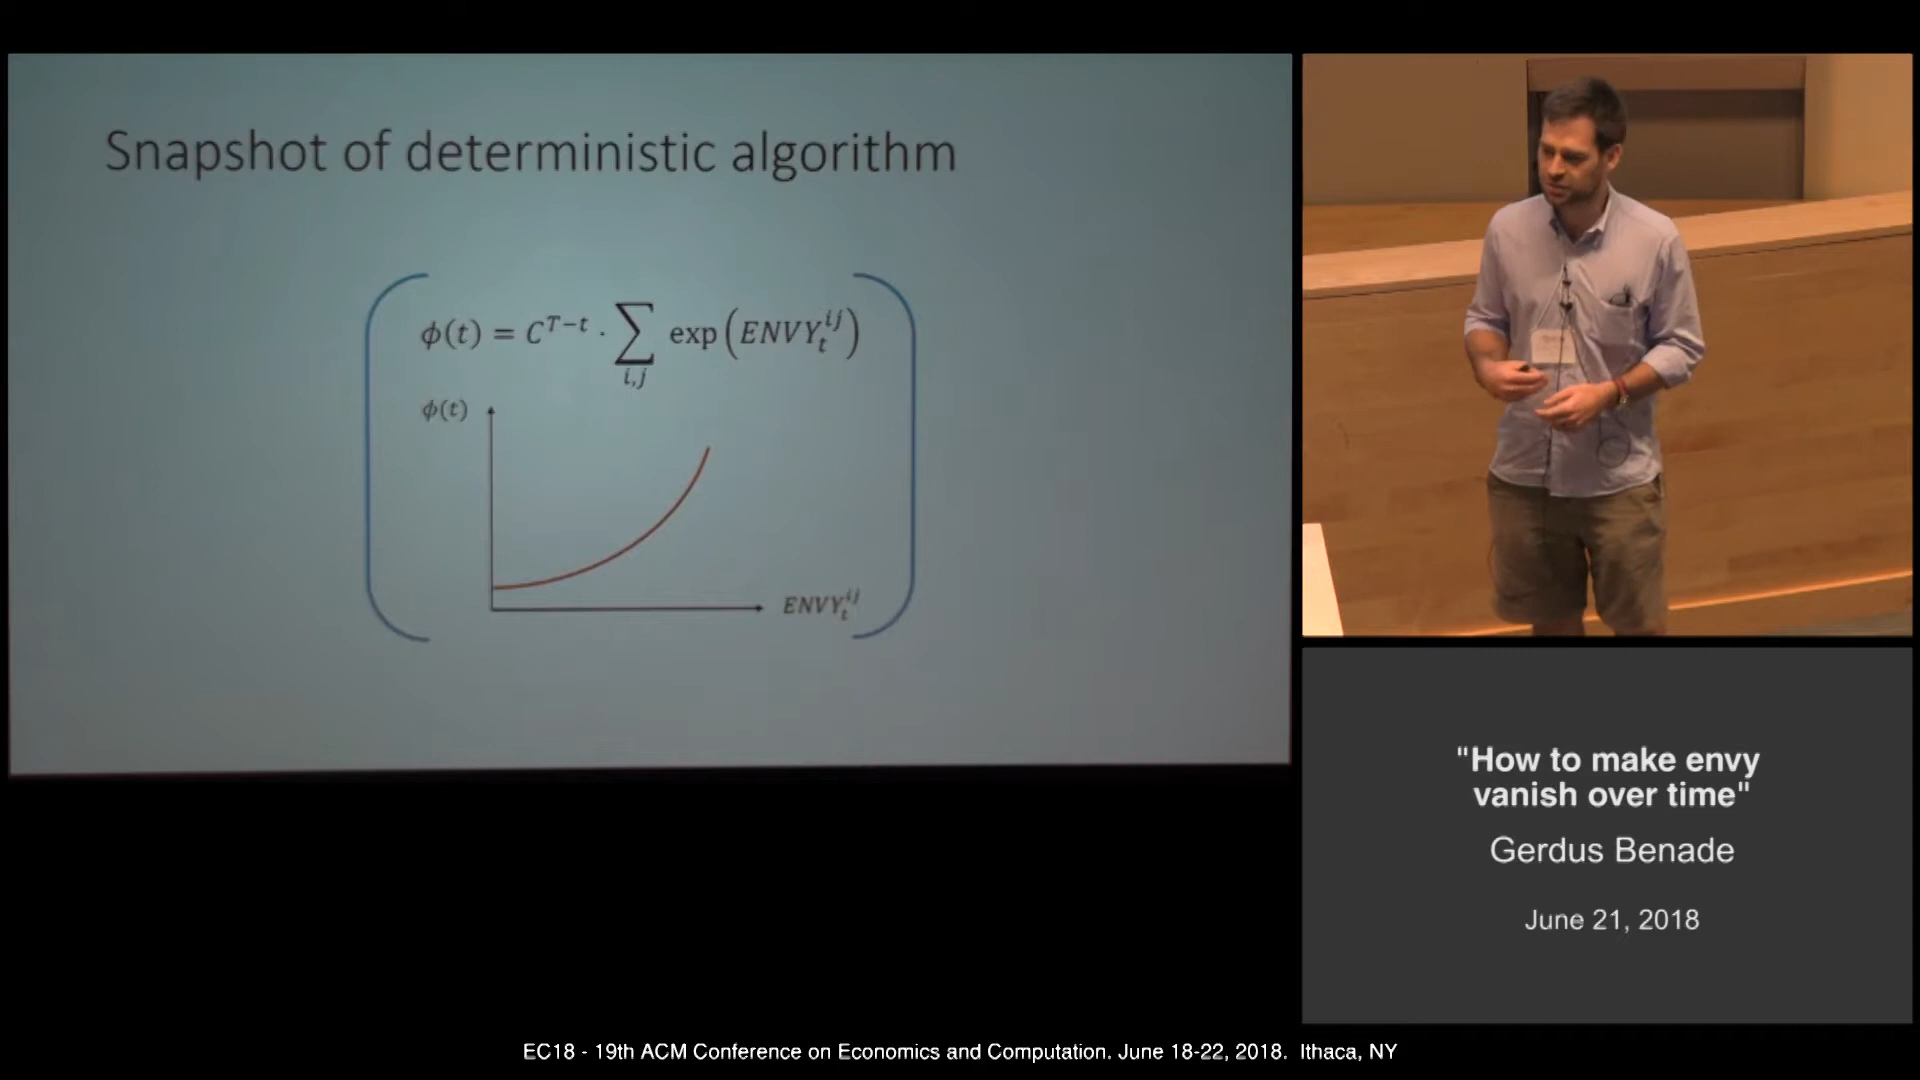 Snapshot of deterministic algorithm
ϕ(t) = C^{T−t} · ∑_{i,j} exp(ENVY_t^{ij})
ϕ(t)
ENVY_t^{ij}
"How to make envy
vanish over time"
Gerdus Benade
June 21, 2018
EC18 - 19th ACM Conference on Economics and Computation. June 18-22, 2018. Ithaca, NY